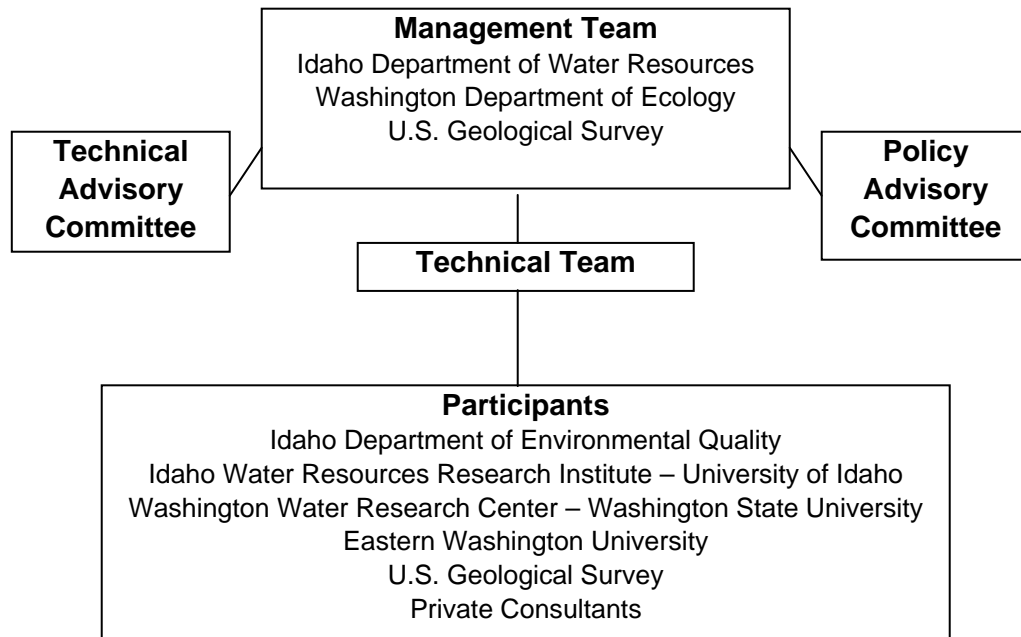 Management Team
Idaho Department of Water Resources
Washington Department of Ecology
U.S. Geological Survey
Technical
Advisory
Committee
Policy
Advisory
Committee
Technical Team
Participants
Idaho Department of Environmental Quality
Idaho Water Resources Research Institute – University of Idaho
Washington Water Research Center – Washington State University
Eastern Washington University
U.S. Geological Survey
Private Consultants